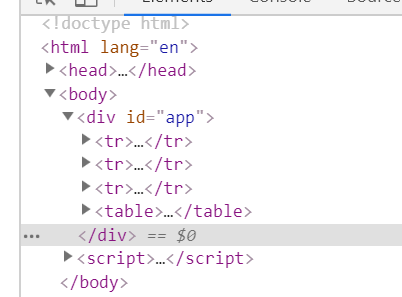 Elements Console Sources
<!doctype html>
<html lang="en">
<head>…</head>
<body>
<div id="app">
<tr>…</tr>
<tr>…</tr>
<tr>…</tr>
<table>…</table>
… </div> == $0
<script>…</script>
</body>